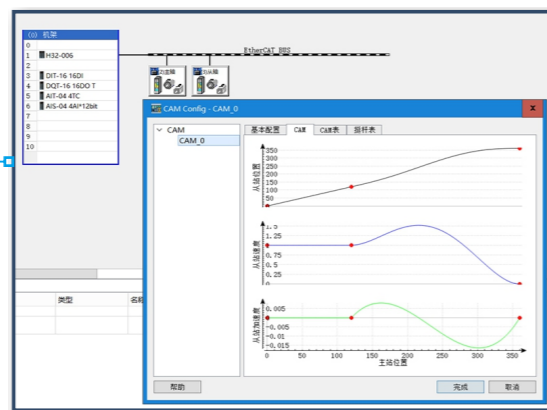 (0) 机架
0
1 H32-006
2
3 DIT-16 16DI
4 DQT-16 16DO T
5 AIT-04 4TC
6 AIS-04 4AI*12bit
7
8
9
10
EtherCAT BUS
类型
名称
CAM Config - CAM_0
x
CAM
CAM_0
基本配置 CAM CAM表 挺杆表
从站位置
350
300
250
200
150
100
50
0
从站速度
1.5
1.25
1
0.75
0.5
0.25
0
从站加速度
0.005
-0.005
-0.01
-0.015
0 50 100 150 200 250 300 350
主站位置
帮助
完成
取消